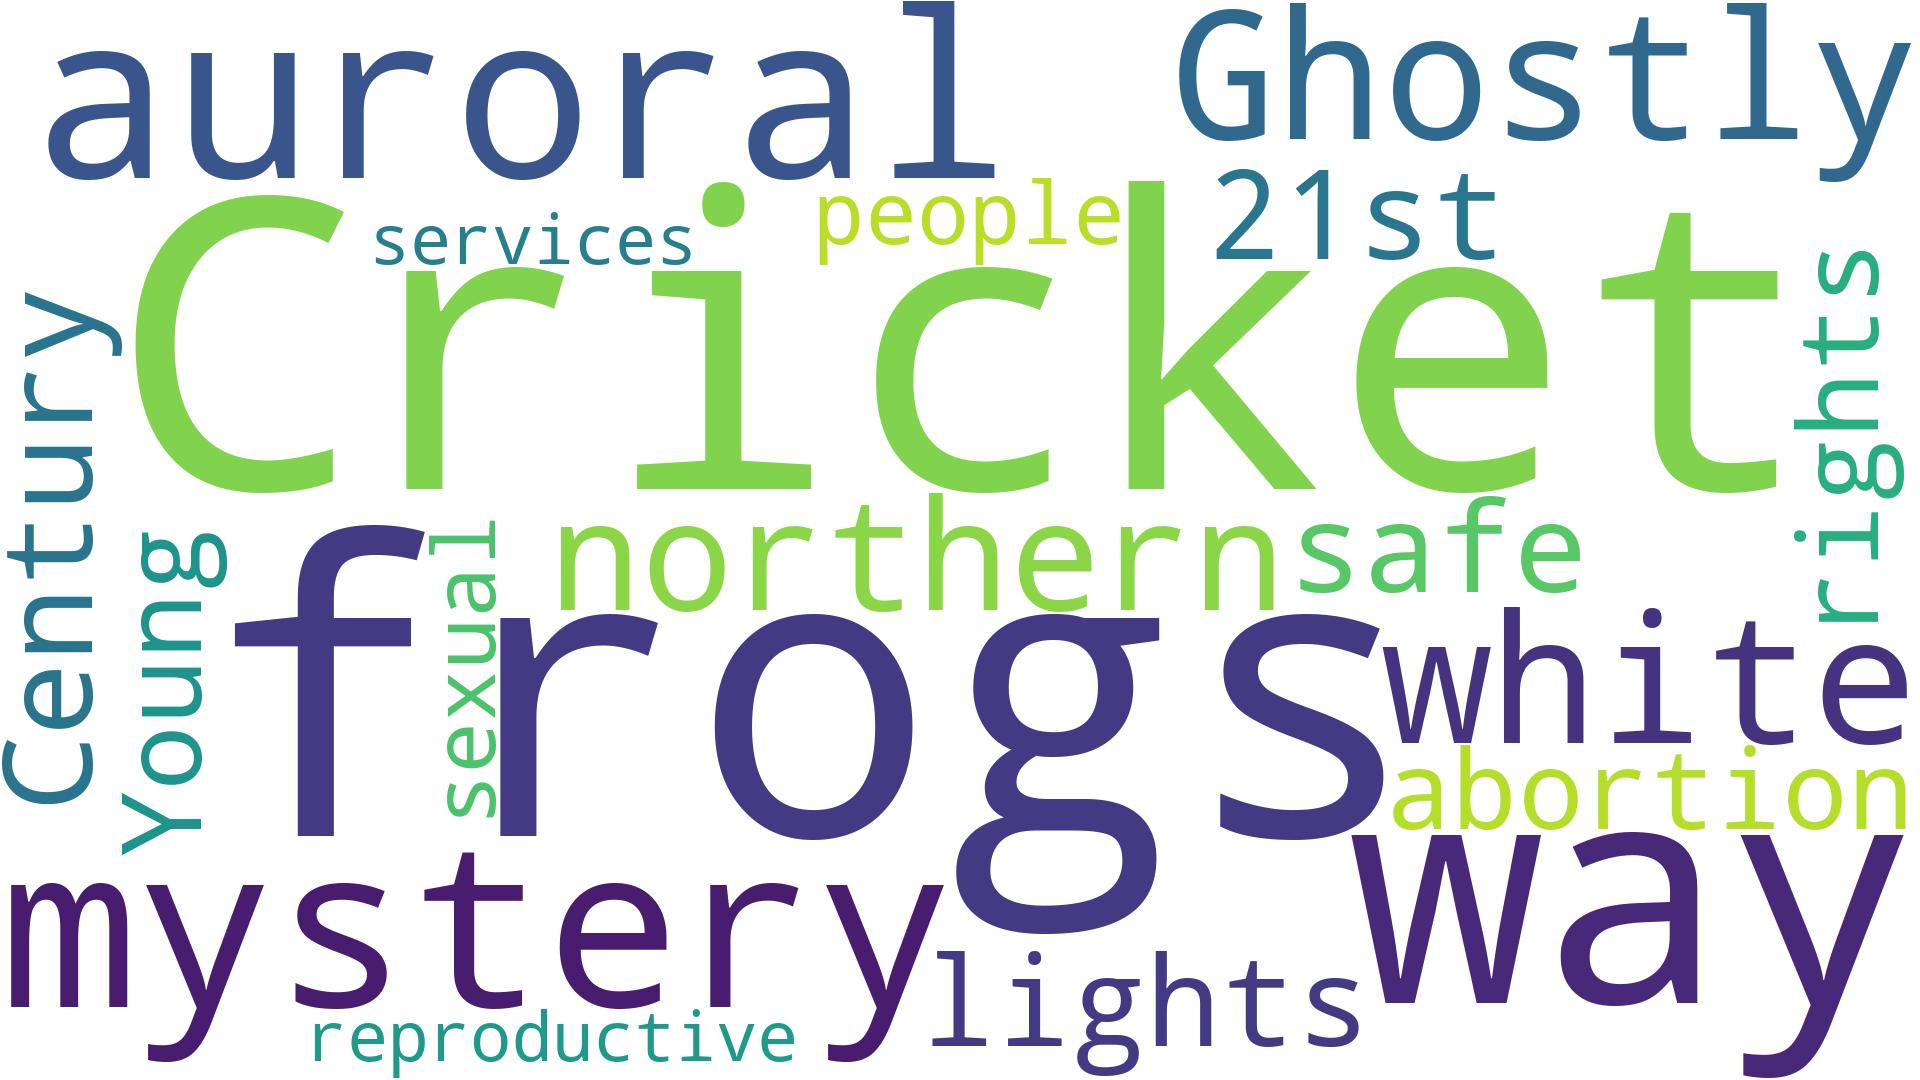 auroral
Ghostly
services
people
21st
Cricket
Century
rights
Young
sexual
northern
safe
frogs
white
abortion
way
mystery
lights
reproductive